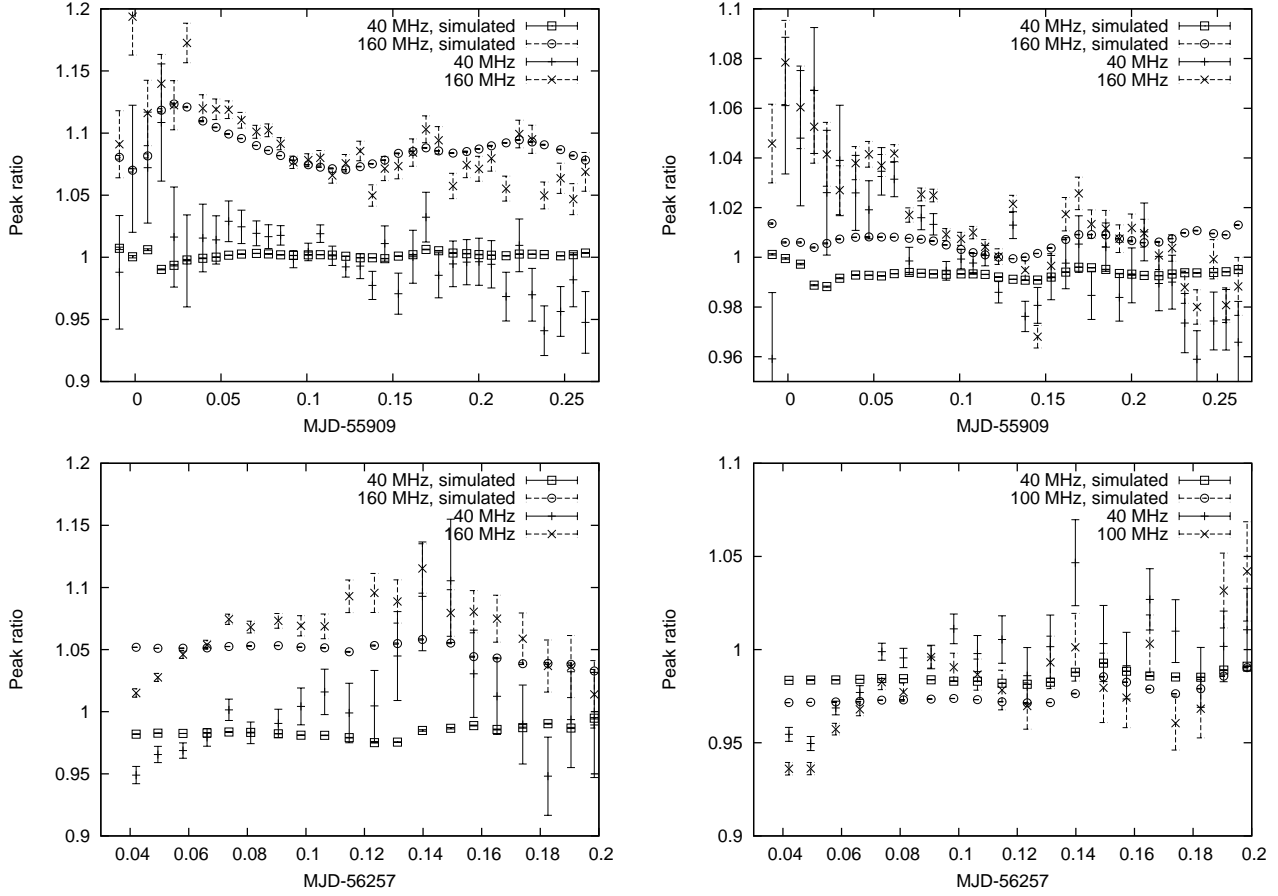 1.2
1.15
1.1
1.05
1
0.95
0.9
Peak ratio
0
0.05
0.1
0.15
0.2
0.25
MJD-55909
40 MHz, simulated
160 MHz, simulated
40 MHz
160 MHz
1.1
1.08
1.06
1.04
1.02
1
0.98
0.96
Peak ratio
0
0.05
0.1
0.15
0.2
0.25
MJD-55909
40 MHz, simulated
160 MHz, simulated
40 MHz
160 MHz
1.2
1.15
1.1
1.05
1
0.95
0.9
Peak ratio
0.04
0.06
0.08
0.1
0.12
0.14
0.16
0.18
0.2
MJD-56257
40 MHz, simulated
160 MHz, simulated
40 MHz
160 MHz
1.1
1.05
1
0.95
0.9
Peak ratio
0.04
0.06
0.08
0.1
0.12
0.14
0.16
0.18
0.2
MJD-56257
40 MHz, simulated
100 MHz, simulated
40 MHz
100 MHz